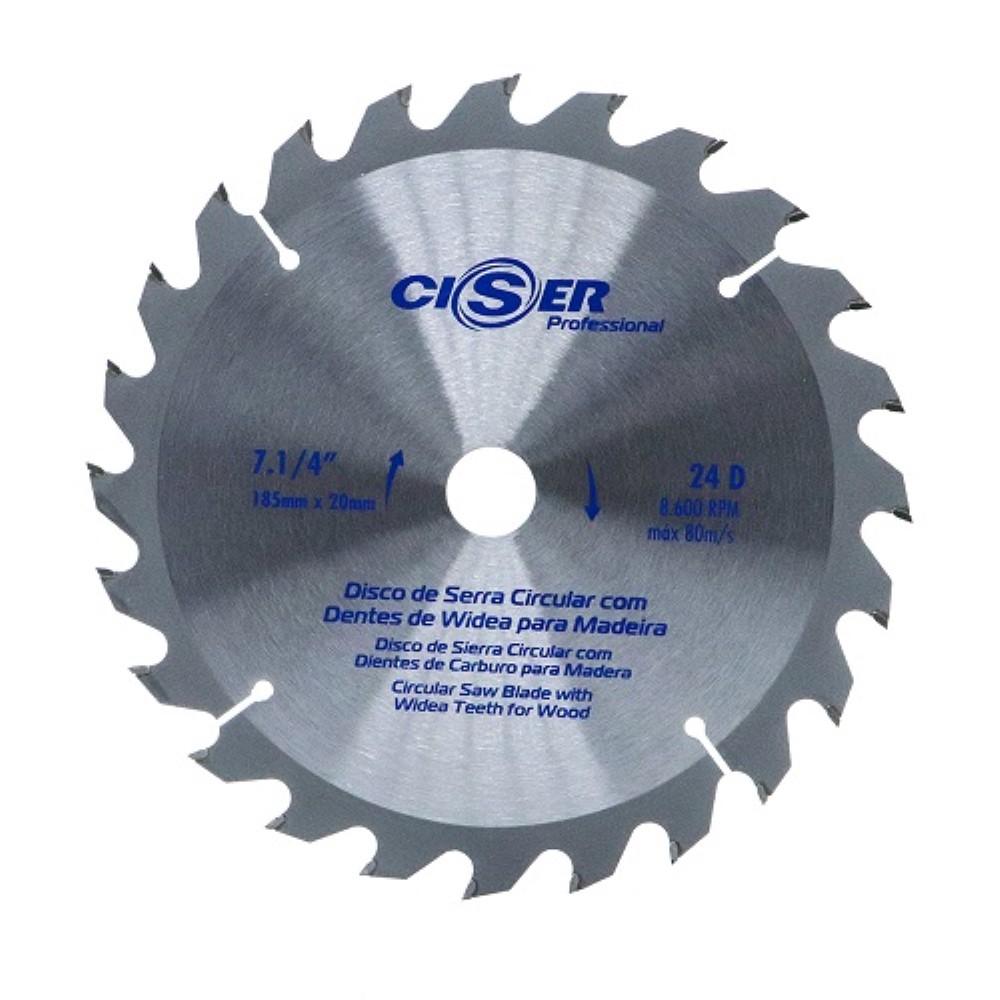 CISER
Professional
7.1/4"
185mm x 20mm
24 D
8.600 RPM
máx 80m/s
Disco de Serra Circular com
Dentes de Widea para Madeira
Disco de Sierra Circular com
Dientes de Carburo para Madera
Circular Saw Blade with
Widea Teeth for Wood